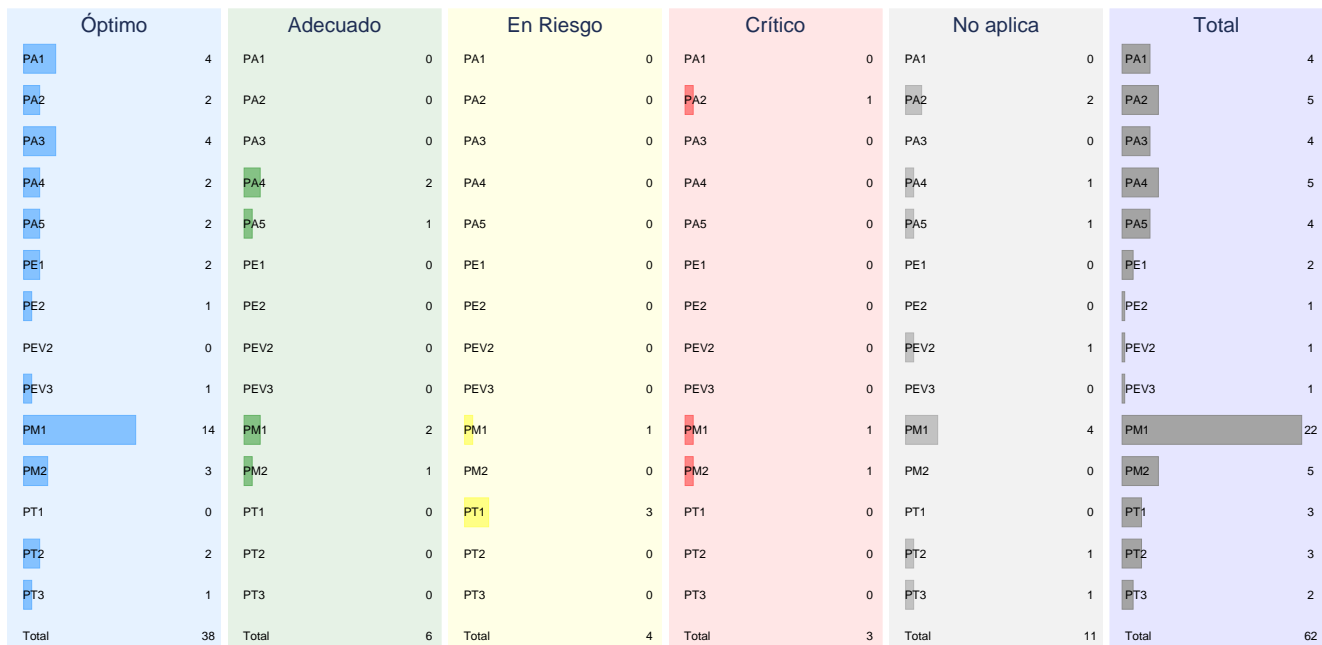 Óptimo Adecuado En Riesgo Crítico No aplica Total
PA1 4 PA1 0 PA1 0 PA1 0 PA1 0 PA1 4
PA2 2 PA2 0 PA2 0 PA2 1 PA2 2 PA2 5
PA3 4 PA3 0 PA3 0 PA3 0 PA3 0 PA3 4
PA4 2 PA4 2 PA4 0 PA4 0 PA4 1 PA4 5
PA5 2 PA5 1 PA5 0 PA5 0 PA5 1 PA5 4
PE1 2 PE1 0 PE1 0 PE1 0 PE1 0 PE1 2
PE2 1 PE2 0 PE2 0 PE2 0 PE2 0 PE2 1
PEV2 0 PEV2 0 PEV2 0 PEV2 0 PEV2 1 PEV2 1
PEV3 1 PEV3 0 PEV3 0 PEV3 0 PEV3 0 PEV3 1
PM1 14 PM1 2 PM1 1 PM1 1 PM1 4 PM1 22
PM2 3 PM2 1 PM2 0 PM2 1 PM2 0 PM2 5
PT1 0 PT1 0 PT1 3 PT1 0 PT1 0 PT1 3
PT2 2 PT2 0 PT2 0 PT2 0 PT2 1 PT2 3
PT3 1 PT3 0 PT3 0 PT3 0 PT3 1 PT3 2
Total 38 Total 6 Total 4 Total 3 Total 11 Total 62